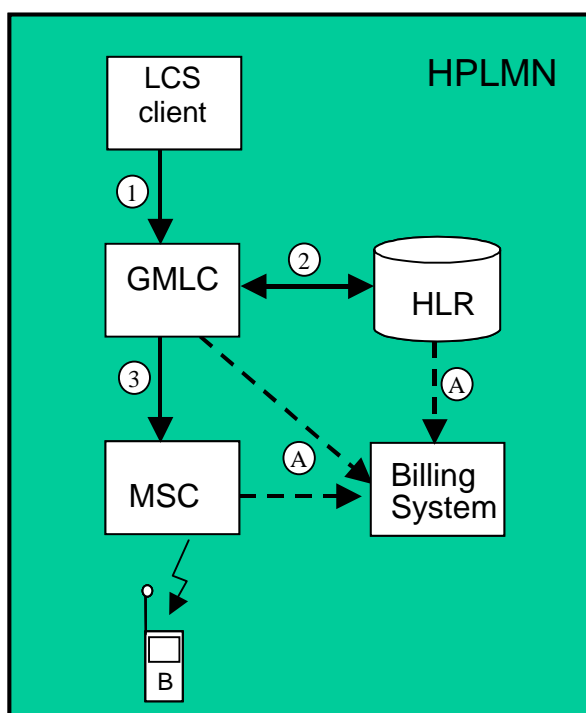 HPLMN
LCS
client
1
GMLC
2
HLR
3
A
A
MSC
Billing
System
B